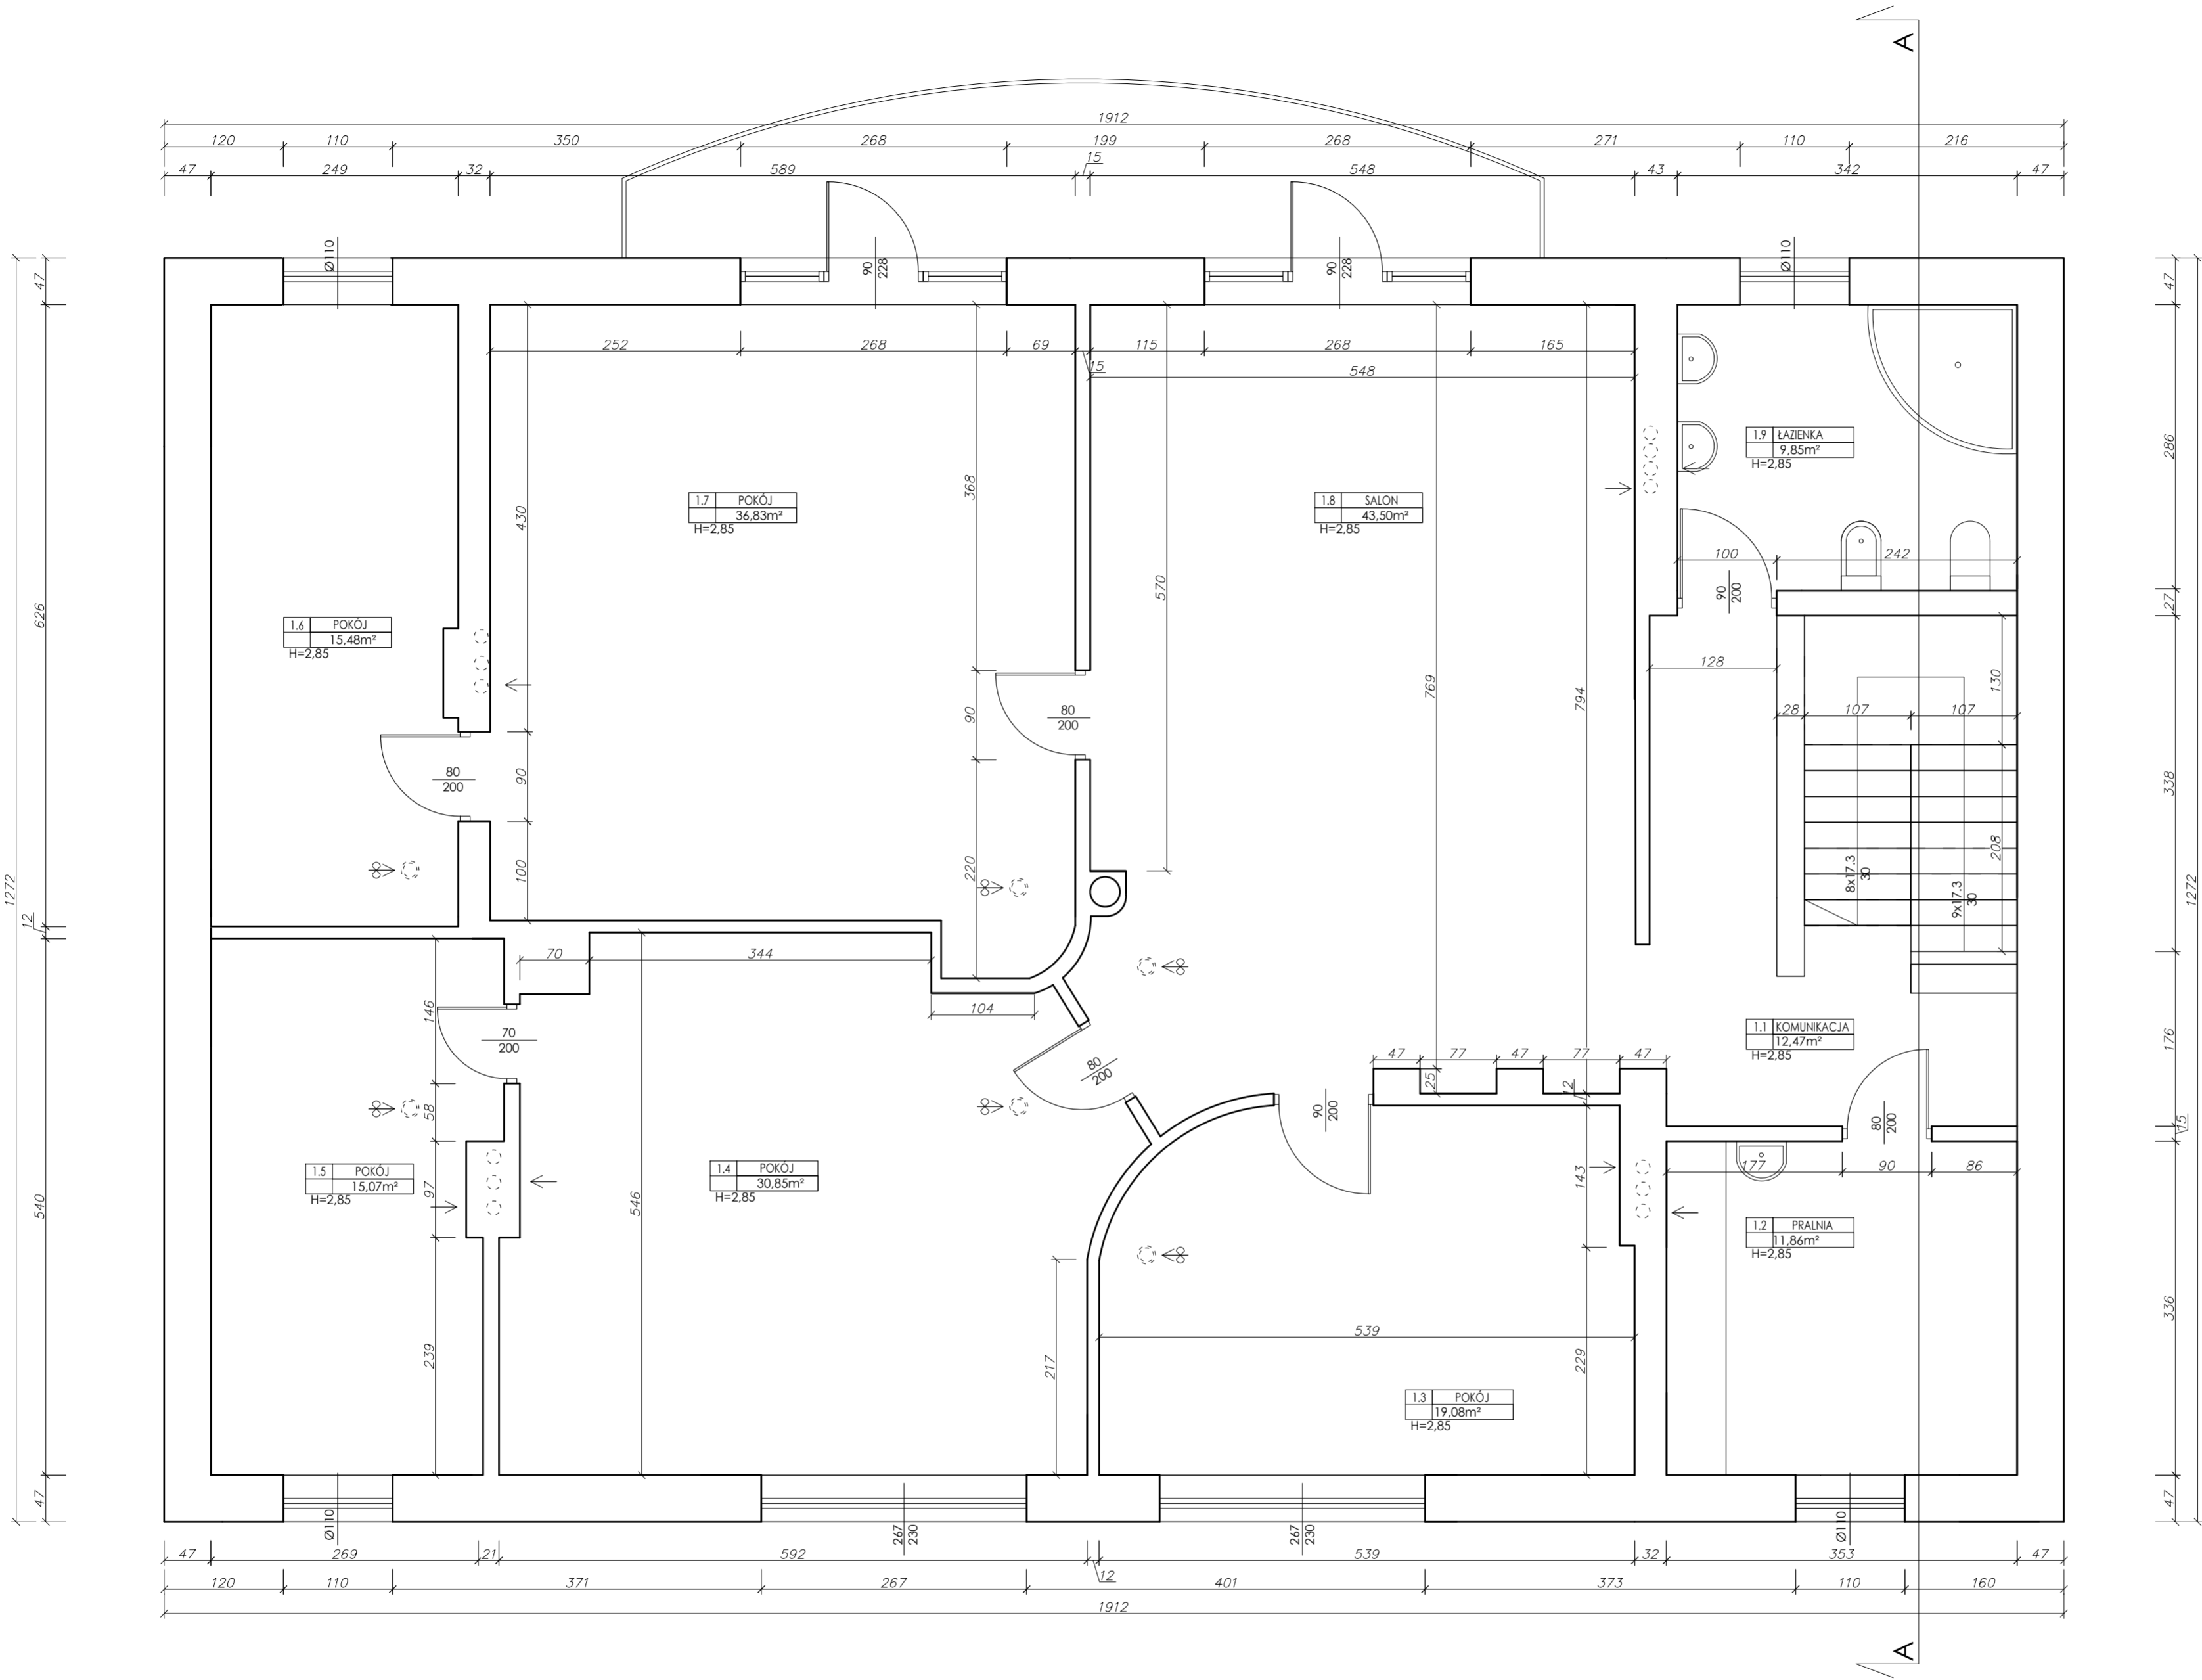 A
1912
120 110 350 268 199 268 271 110 216
15
47 249 32 589 548 43 342 47
Ø110
90
228
90
228
Ø110
47
47
252 268 69 115 268 165
15
548
1.9 ŁAZIENKA
9,85m²
H=2,85
286
1.7 POKÓJ
36,83m²
H=2,85
1.8 SALON
43,50m²
H=2,85
430
368
570
100 242
90
200
27
626
1.6 POKÓJ
15,48m²
H=2,85
128
769
794
130
28 107 107
80
200
90
80
200
90
338
208
8x17.3
30
9x17.3
30
100
220
1272
12
1272
70 344
104
146
70
200
80
200
47 77 47 77 47
25
12
1.1 KOMUNIKACJA
12,47m²
H=2,85
176
58
90
200
80
200
15
1.5 POKÓJ
15,07m²
H=2,85
97
1.4 POKÓJ
30,85m²
H=2,85
546
143
177 90 86
1.2 PRALNIA
11,86m²
H=2,85
540
239
217
539
229
336
1.3 POKÓJ
19,08m²
H=2,85
47
47
Ø110
267
230
267
230
Ø110
47 269 21 592 539 32 353 47
12
120 110 371 267 401 373 110 160
1912
A